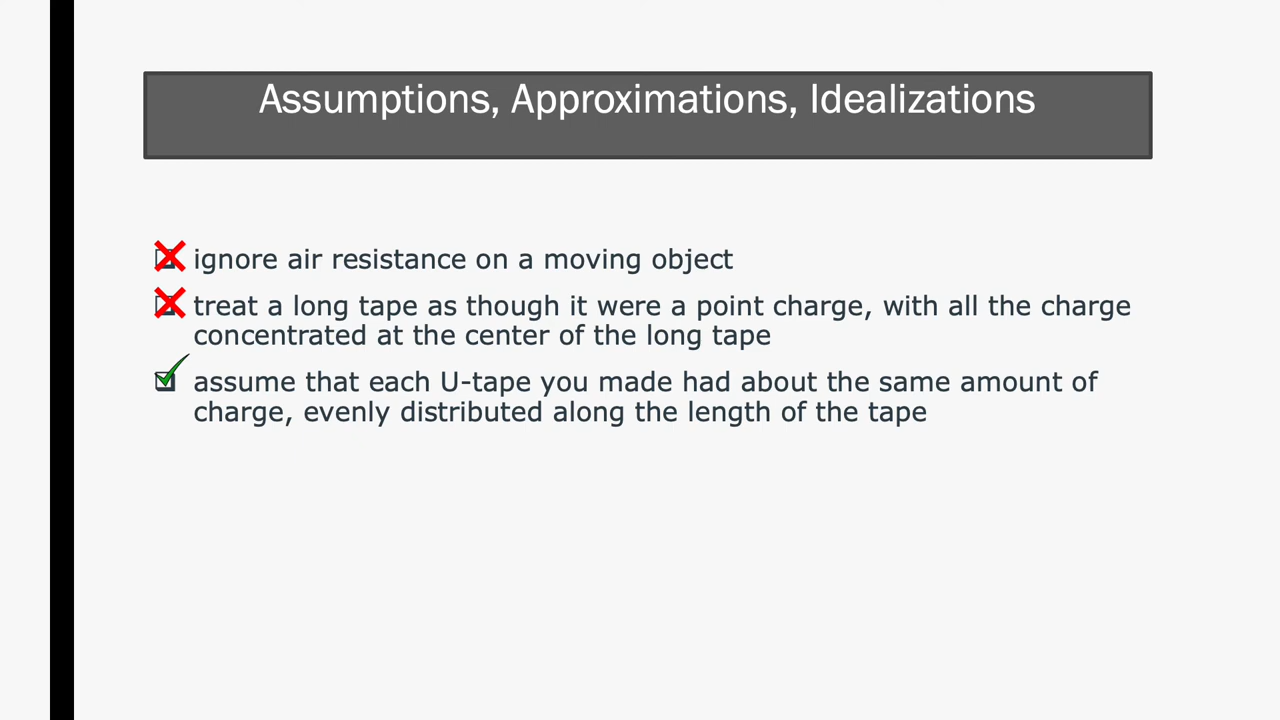 Assumptions, Approximations, Idealizations
ignore air resistance on a moving object
treat a long tape as though it were a point charge, with all the charge
concentrated at the center of the long tape
assume that each U-tape you made had about the same amount of
charge, evenly distributed along the length of the tape